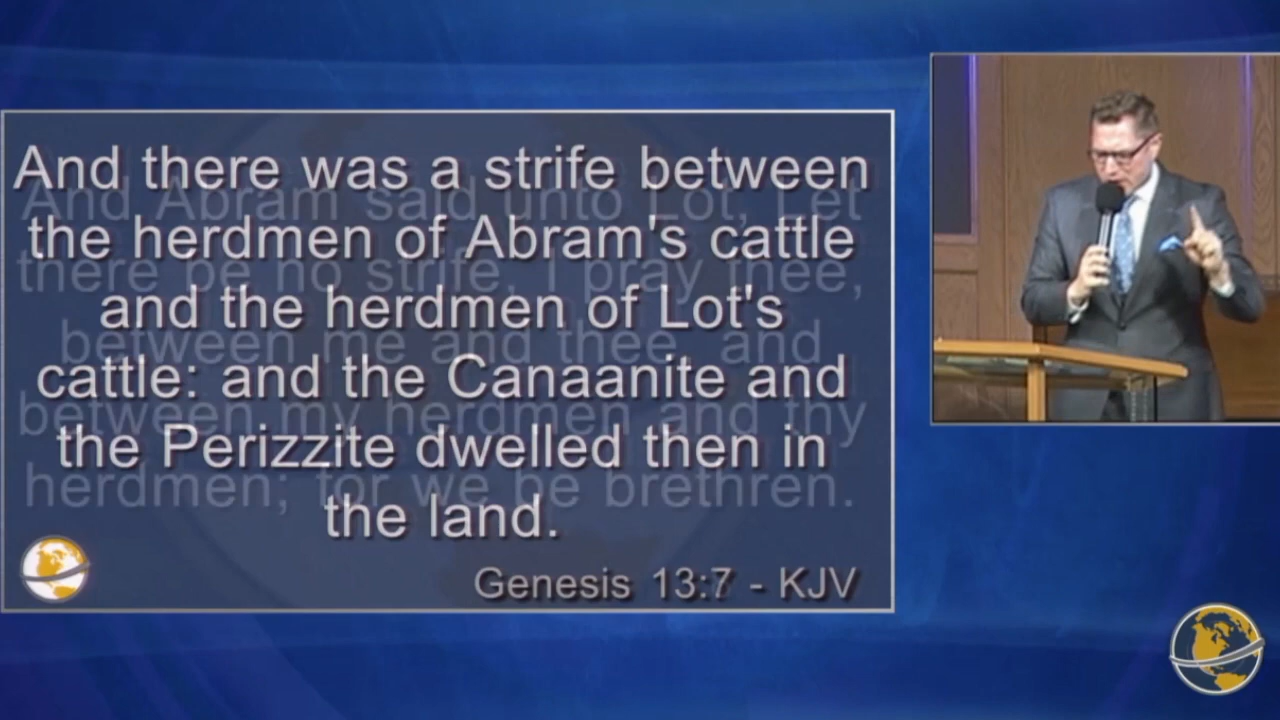 And there was a strife between
the herdmen of Abram's cattle
and the herdmen of Lot's
cattle: and the Canaanite and
the Perizzite dwelled then in
the land.
Genesis 13:7 - KJV
And Abram said unto Lot, Let
there be no strife, I pray thee,
between me and thee, and
between my herdmen and thy
herdmen; for we be brethren.